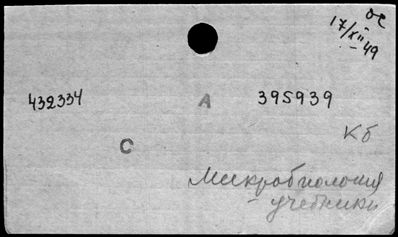 ОС
17/XII 49
432334 А 395939
С Кб
Микробиология
- учебники